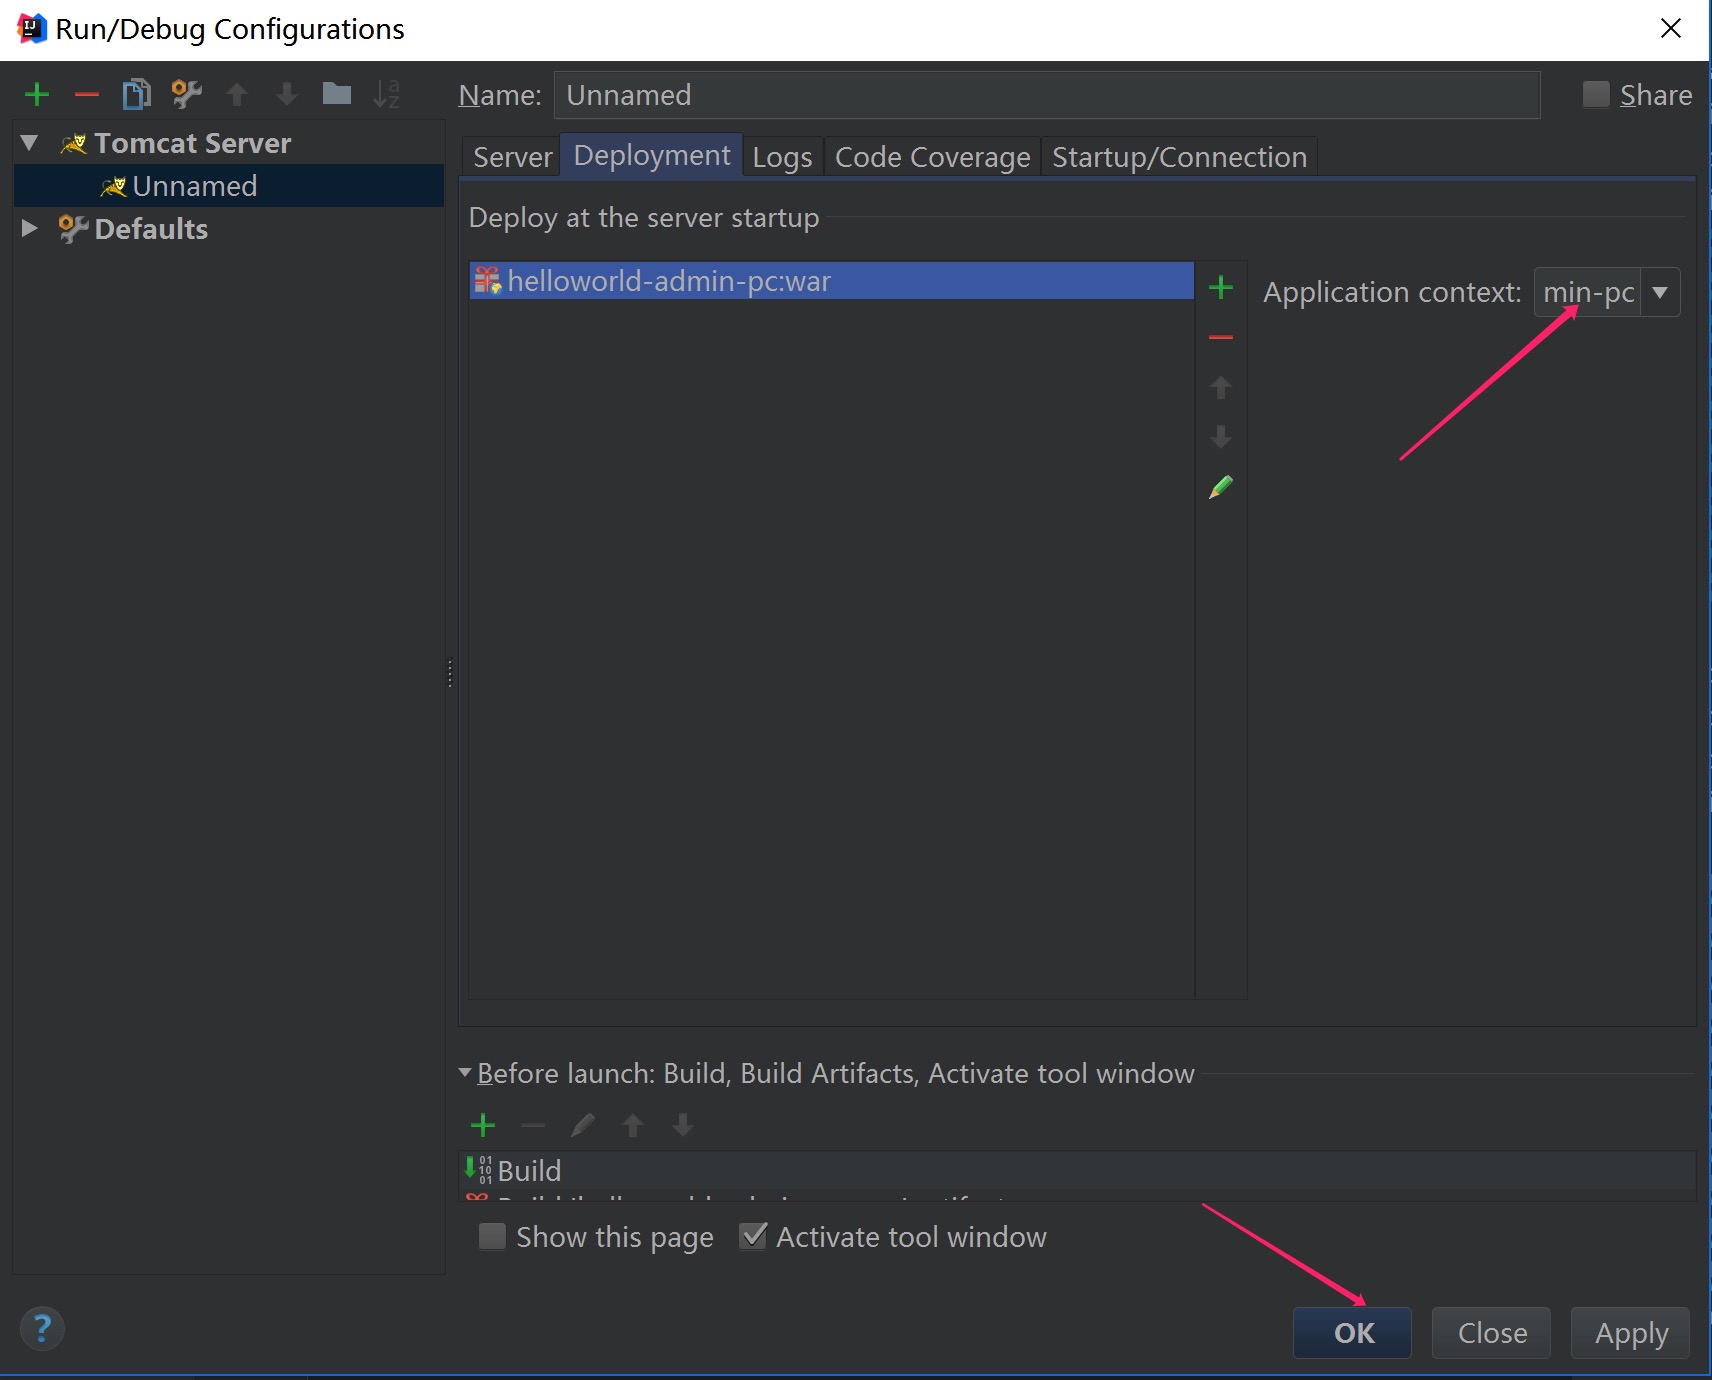 Run/Debug Configurations
Name: Unnamed
Share
Tomcat Server
Unnamed
Defaults
Server Deployment Logs Code Coverage Startup/Connection
Deploy at the server startup
helloworld-admin-pc:war
Application context: min-pc
Before launch: Build, Build Artifacts, Activate tool window
Build
Show this page Activate tool window
OK Close Apply